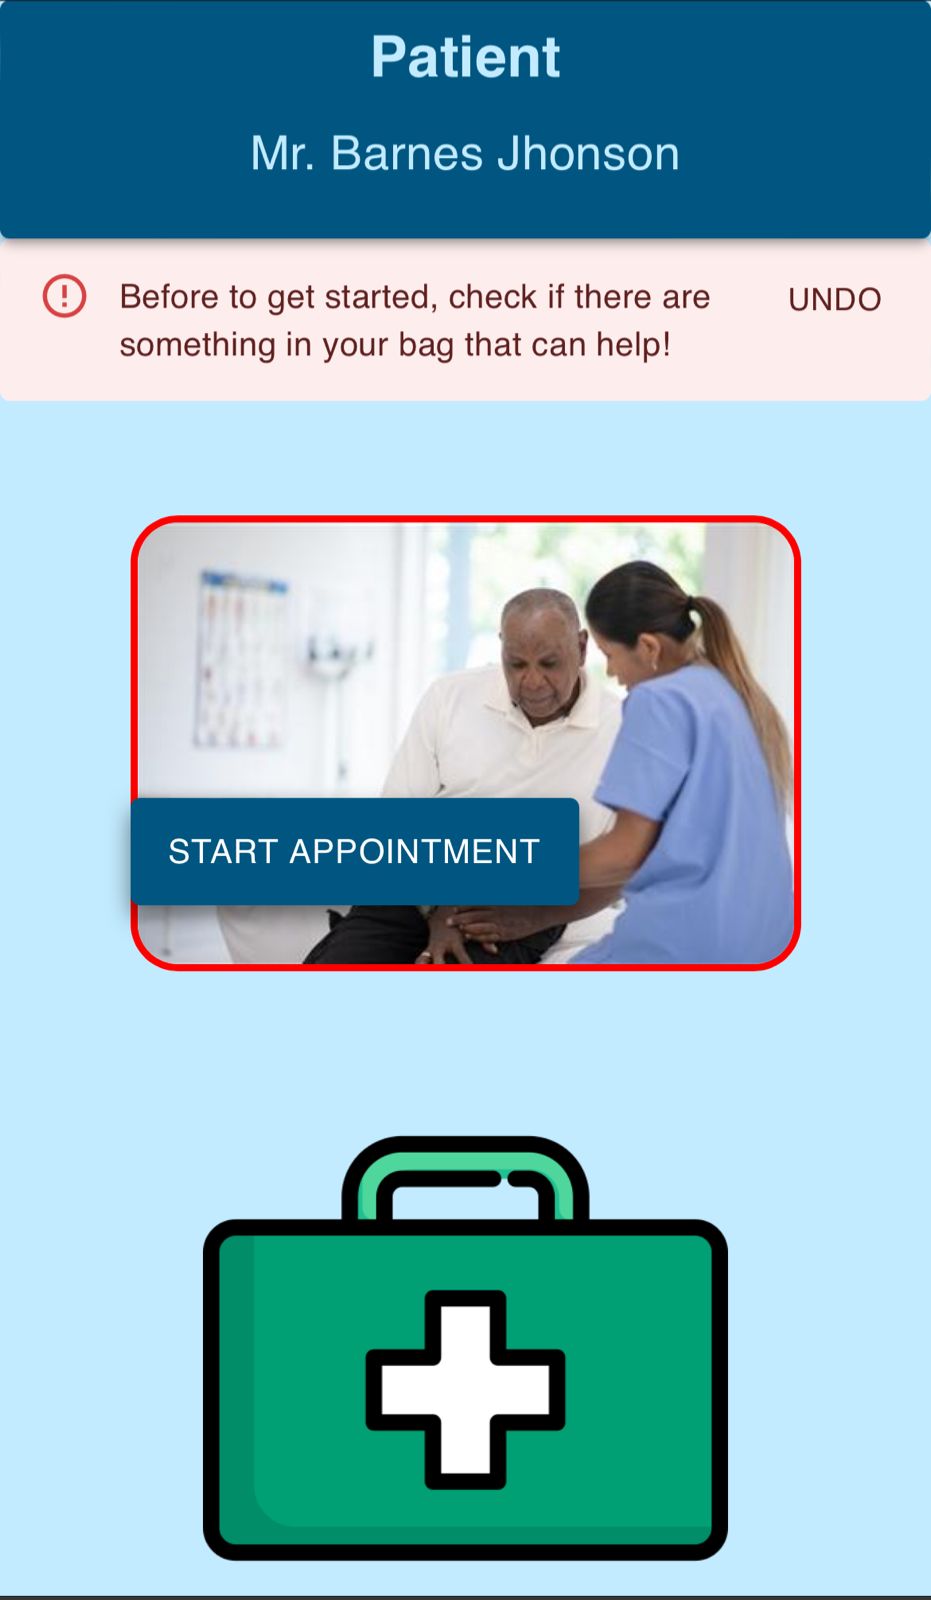 Patient
Mr. Barnes Jhonson
Before to get started, check if there are
something in your bag that can help!
UNDO
START APPOINTMENT